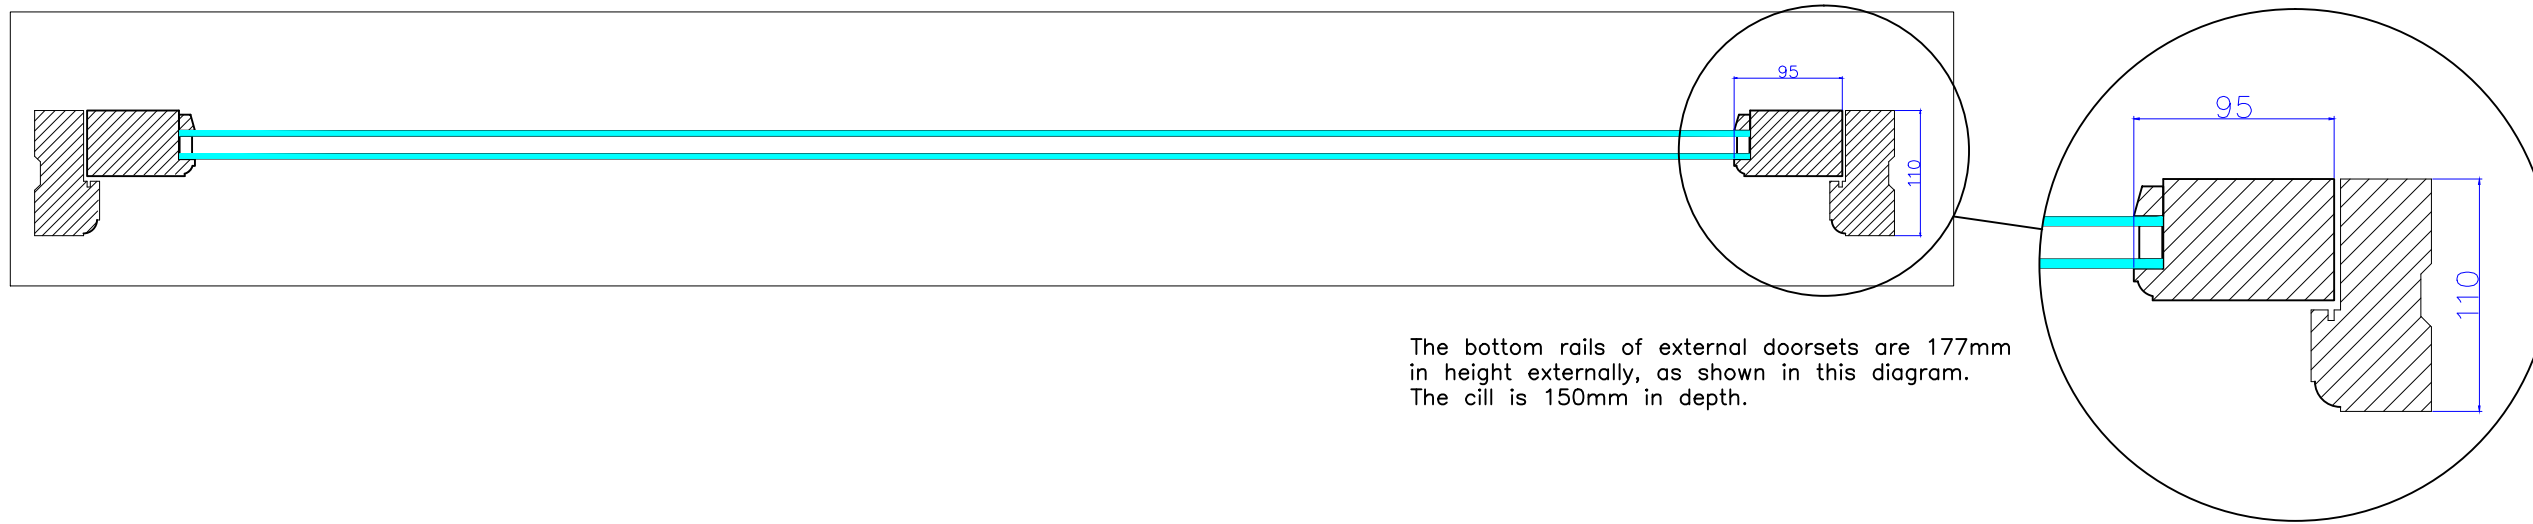 95
110
95
110
The bottom rails of external doorsets are 177mm
in height externally, as shown in this diagram.
The cill is 150mm in depth.